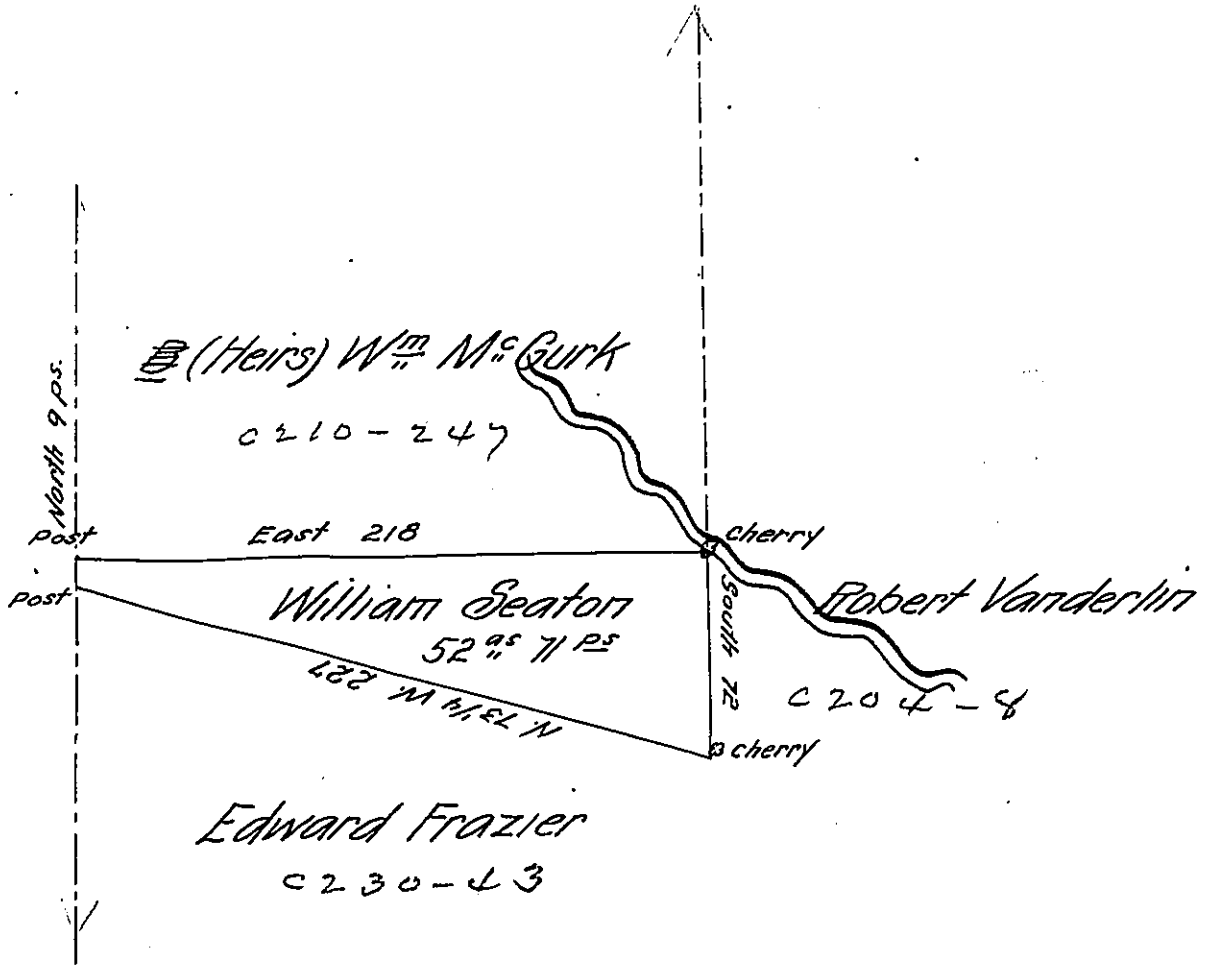 North 9 ps.
(Heirs) Wm McGurk
c210-247
Post
East 218
cherry
Post
William Seaton
52 as 71 ps
South 72
Robert Vanderlin
c204-8
N. 73 1/4 W. 227
cherry
Edward Frazier
c230-43